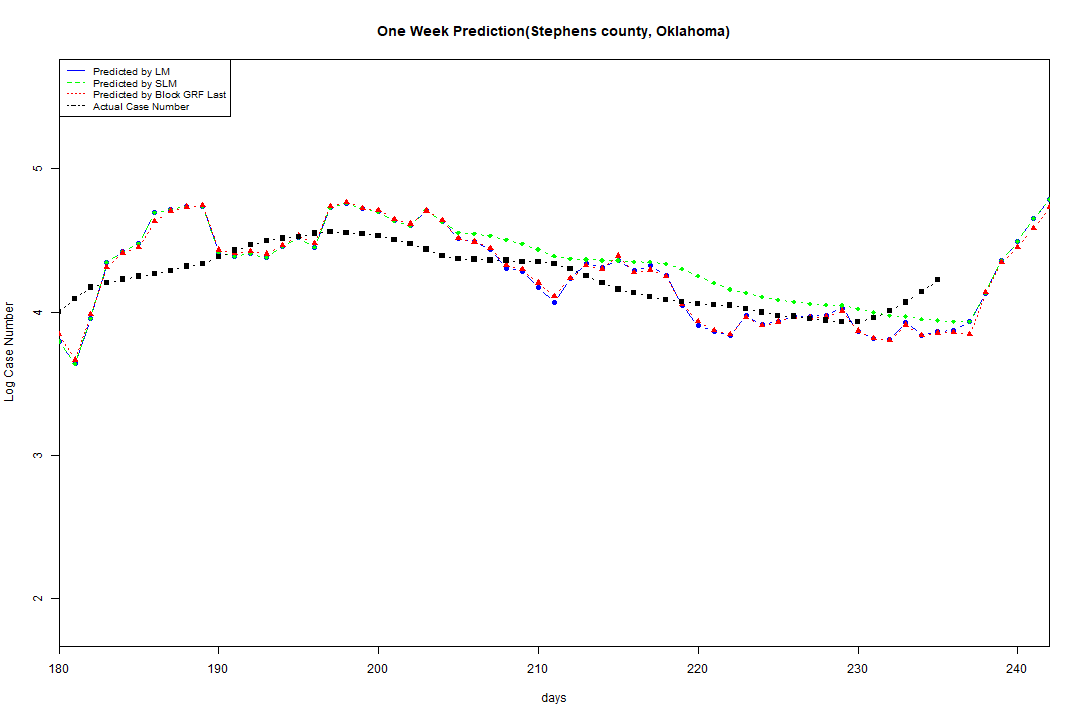 One Week Prediction(Stephens county, Oklahoma)
Predicted by LM
Predicted by SLM
Predicted by Block GRF Last
Actual Case Number
5
4
3
2
Log Case Number
180 190 200 210 220 230 240
days